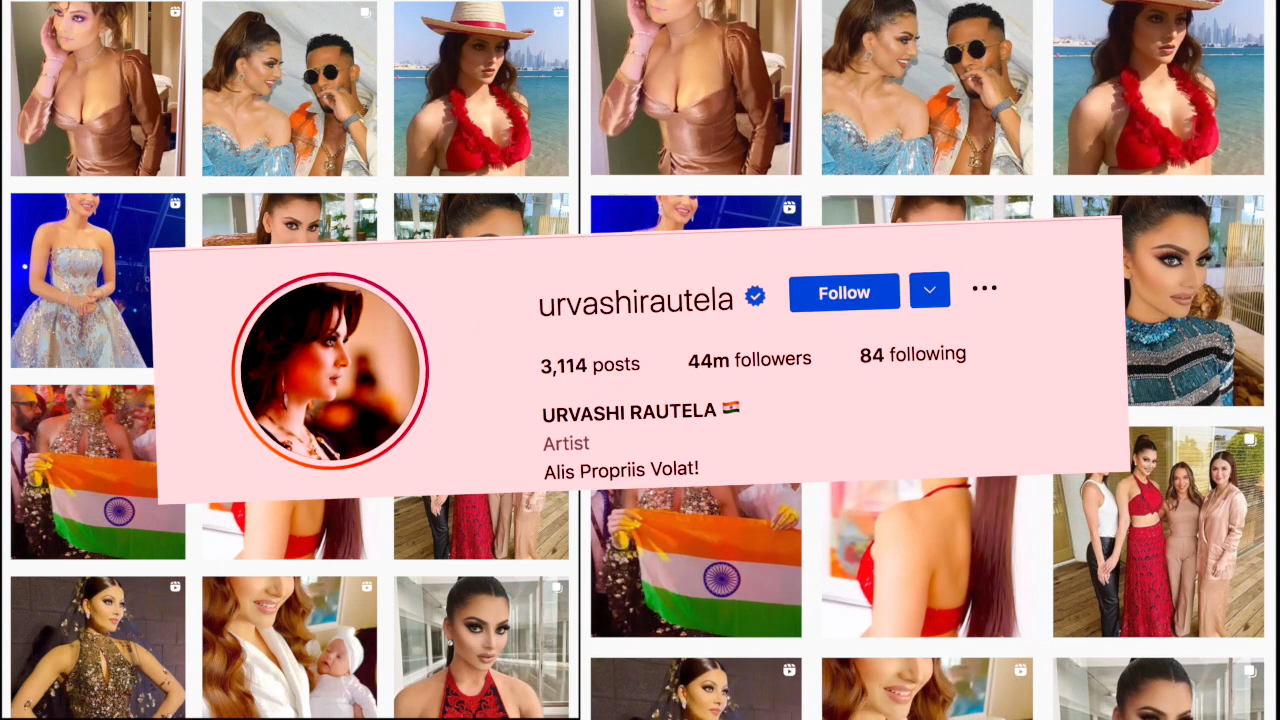 urvashirautela Follow
3,114 posts 44m followers 84 following
URVASHI RAUTELA
Artist
Alis Propriis Volat!